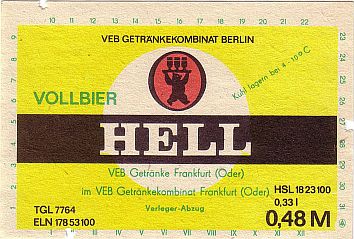 VEB GETRÄNKEKOMBINAT BERLIN
VOLLBIER
Kühl lagern bei 4 - 10° C
HELL
VEB Getränke Frankfurt (Oder)
im VEB Getränkekombinat Frankfurt (Oder)
Verleger-Abzug
TGL 7764
ELN 178 53 100
HSL 18 23 100
0,33 l
0,48 M